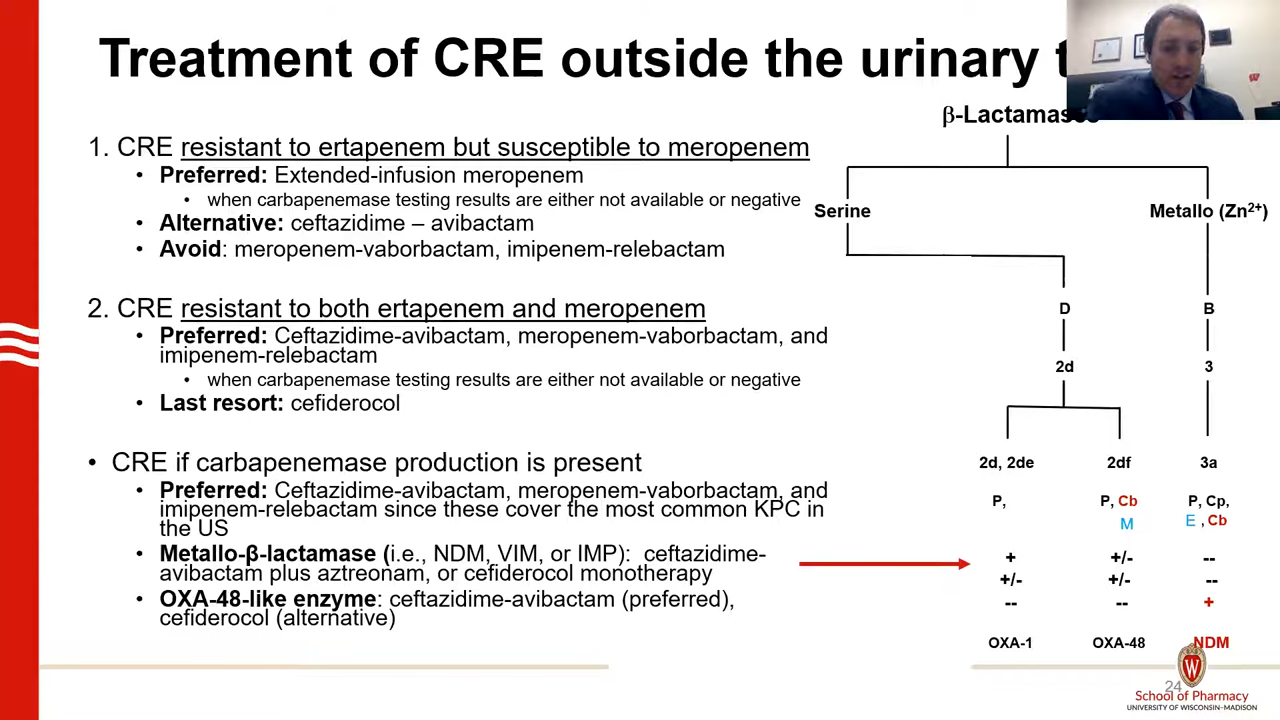 Treatment of CRE outside the urinary t
β-Lactamases
1. CRE resistant to ertapenem but susceptible to meropenem
• Preferred: Extended-infusion meropenem
• when carbapenemase testing results are either not available or negative
• Alternative: ceftazidime – avibactam
• Avoid: meropenem-vaborbactam, imipenem-relebactam
2. CRE resistant to both ertapenem and meropenem
• Preferred: Ceftazidime-avibactam, meropenem-vaborbactam, and
imipenem-relebactam
• when carbapenemase testing results are either not available or negative
• Last resort: cefiderocol
• CRE if carbapenemase production is present
• Preferred: Ceftazidime-avibactam, meropenem-vaborbactam, and
imipenem-relebactam since these cover the most common KPC in
the US
• Metallo-β-lactamase (i.e., NDM, VIM, or IMP): ceftazidime-
avibactam plus aztreonam, or cefiderocol monotherapy
• OXA-48-like enzyme: ceftazidime-avibactam (preferred),
cefiderocol (alternative)
Serine Metallo (Zn²⁺)
D B
2d 3
2d, 2de 2df 3a
P, P, Cb P, Cp,
M E , Cb
+ +/- --
+/- +/- --
-- -- +
OXA-1 OXA-48 NDM
W
24
School of Pharmacy
UNIVERSITY OF WISCONSIN–MADISON